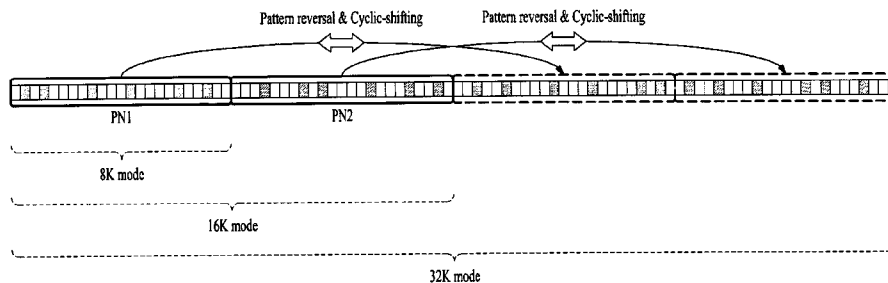 Pattern reversal & Cyclic-shifting
Pattern reversal & Cyclic-shifting
PN1
PN2
8K mode
16K mode
32K mode